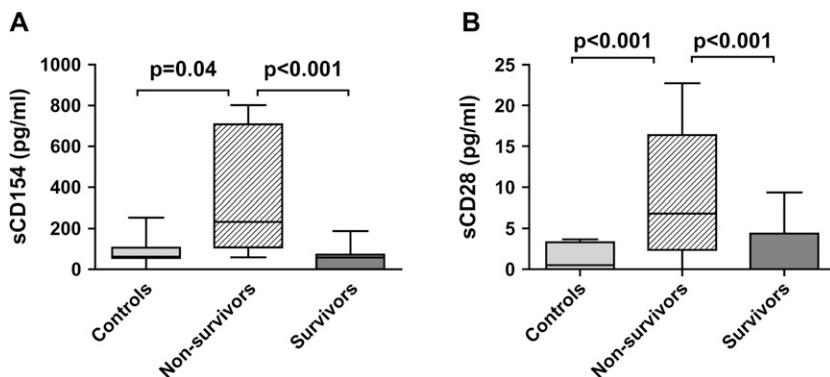 A
sCD154 (pg/ml)
1000
800
600
400
200
0
p=0.04
p<0.001
Controls
Non-survivors
Survivors
B
sCD28 (pg/ml)
25
20
15
10
5
0
p<0.001
p<0.001
Controls
Non-survivors
Survivors